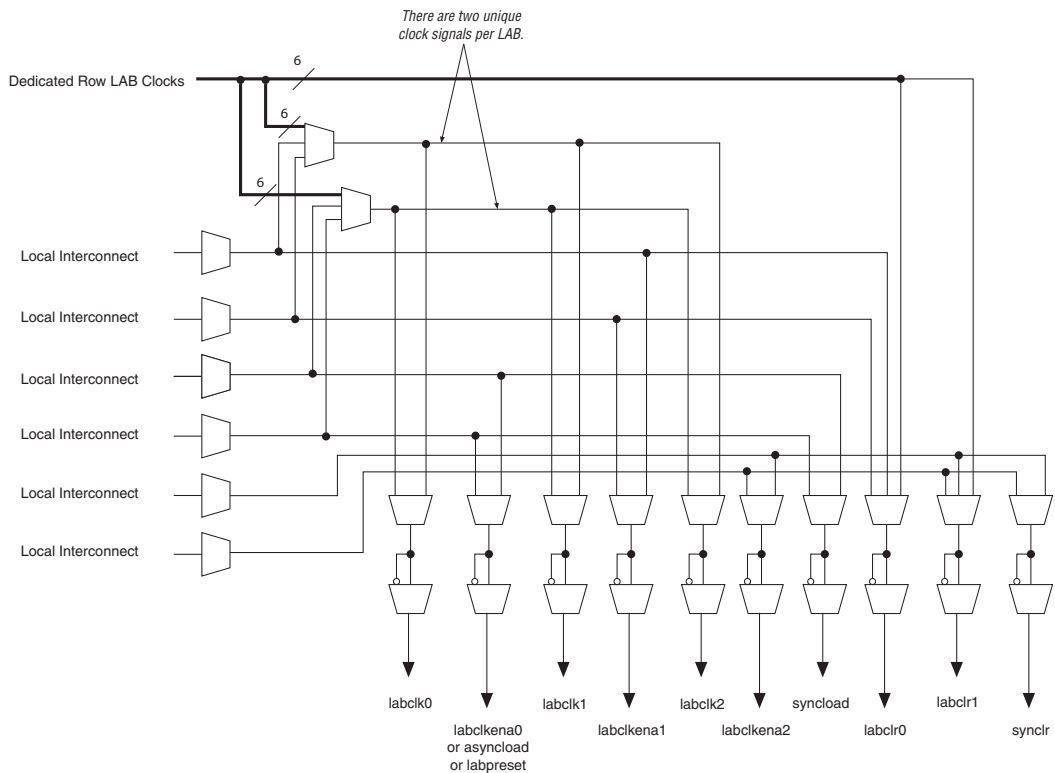 There are two unique
clock signals per LAB.
6
Dedicated Row LAB Clocks
6
6
Local Interconnect
Local Interconnect
Local Interconnect
Local Interconnect
Local Interconnect
Local Interconnect
labclk0
labclk1
labclk2
syncload
labclr1
labclkena0
or asyncload
or labpreset
labclkena1
labclkena2
labclr0
synclr